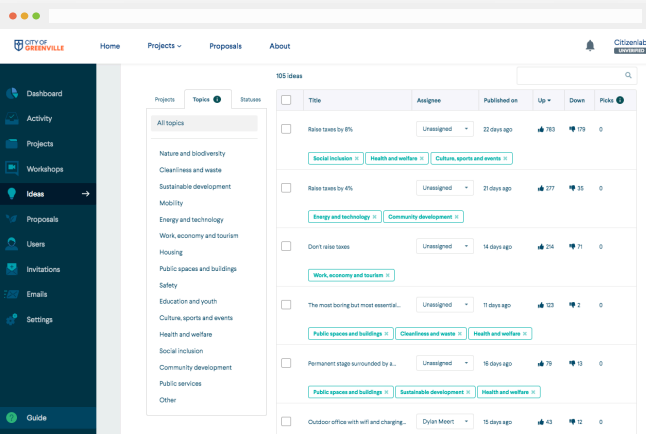 CITY OF
GREENVILLE
Home
Projects
Proposals
About
Citizenlab
UNVERIFIED
Dashboard
Activity
Projects
Workshops
Ideas
Proposals
Users
Invitations
Emails
Settings
Guide
105 ideas
Projects
Topics
Statuses
All topics
Nature and biodiversity
Cleanliness and waste
Sustainable development
Mobility
Energy and technology
Work, economy and tourism
Housing
Public spaces and buildings
Safety
Education and youth
Culture, sports and events
Health and welfare
Social inclusion
Community development
Public services
Other
Title Assignee Published on Up Down Picks
Raise taxes by 8% Unassigned 22 days ago 783 179 0
Social inclusion × Health and welfare × Culture, sports and events ×
Raise taxes by 4% Unassigned 21 days ago 277 35 0
Energy and technology × Community development ×
Don't raise taxes Unassigned 14 days ago 214 71 0
Work, economy and tourism ×
The most boring but most essential... Unassigned 11 days ago 123 2 0
Public spaces and buildings × Cleanliness and waste × Health and welfare ×
Permanent stage surrounded by a... Unassigned 16 days ago 79 13 0
Public spaces and buildings × Sustainable development × Health and welfare ×
Outdoor office with wifi and charging... Dylan Meert 15 days ago 43 12 0